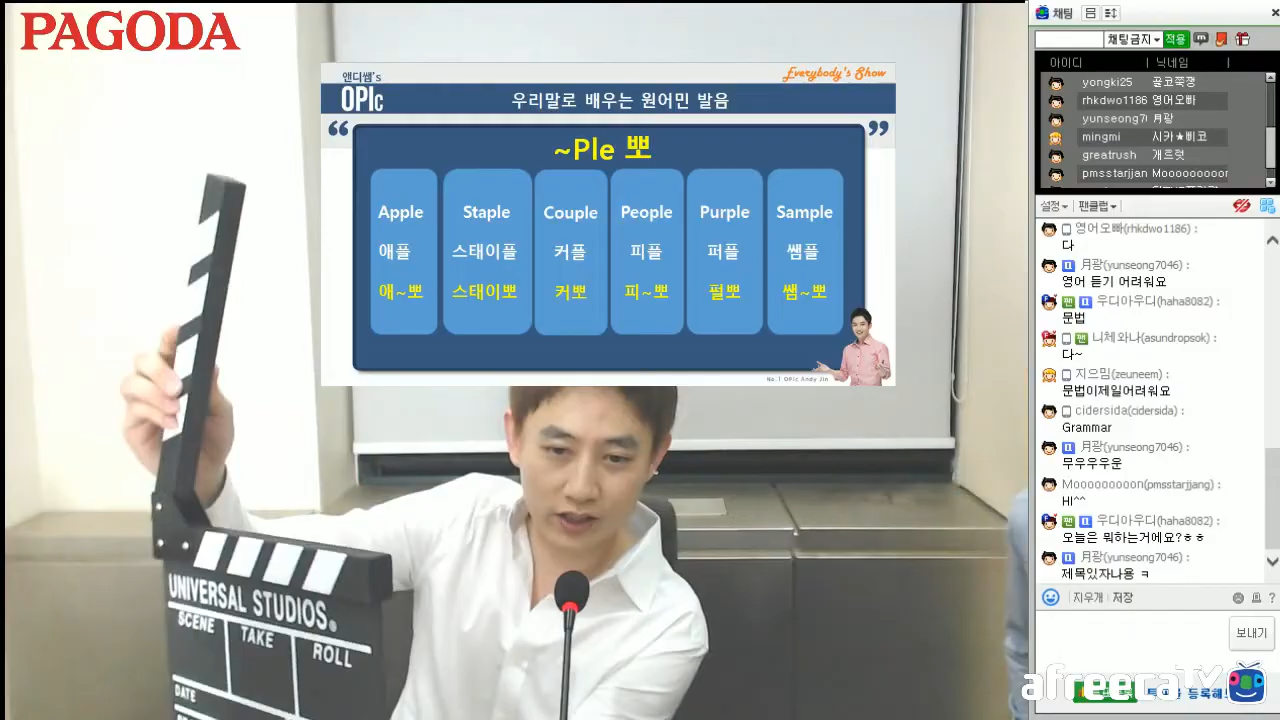 PAGODA
앤디쌤's
OPIc
Everybody's Show
우리말로 배우는 원어민 발음
“ ”
~Ple 뽀
Apple Staple Couple People Purple Sample
애플 스태이플 커플 피플 퍼플 쌤플
애~뽀 스태이뽀 커뽀 피~뽀 펄뽀 쌤~뽀
No.1 OPic Andy Jin
UNIVERSAL STUDIOS®
SCENE TAKE ROLL
DATE
채팅
채팅금지 적용
아이디 닉네임
yongki25 골코쭉쟁
rhkdwo1186 영어오빠
yunseong7 月광
mingmi 시카★삐코
greatrush 개트럿
pmsstarjjan Mooooooooor
설정 팬클럽
영어오빠(rhkdwo1186) :
다
月광(yunseong7046) :
영어 듣기 어려워요
팬 우디아우디(haha8082) :
문법
팬 니체와나(asundropsok) :
다~
지으밈(zeuneem) :
문법이제일어려워요
cidersida(cidersida) :
Grammar
月광(yunseong7046) :
무우우우운
Mooooooooon(pmsstarjjang) :
HI^^
팬 우디아우디(haha8082) :
오늘은 뭐하는거에요?ㅎㅎ
月광(yunseong7046) :
제목있자나용 ㅋ
지우개 저장
?
보내기
afreecaTV